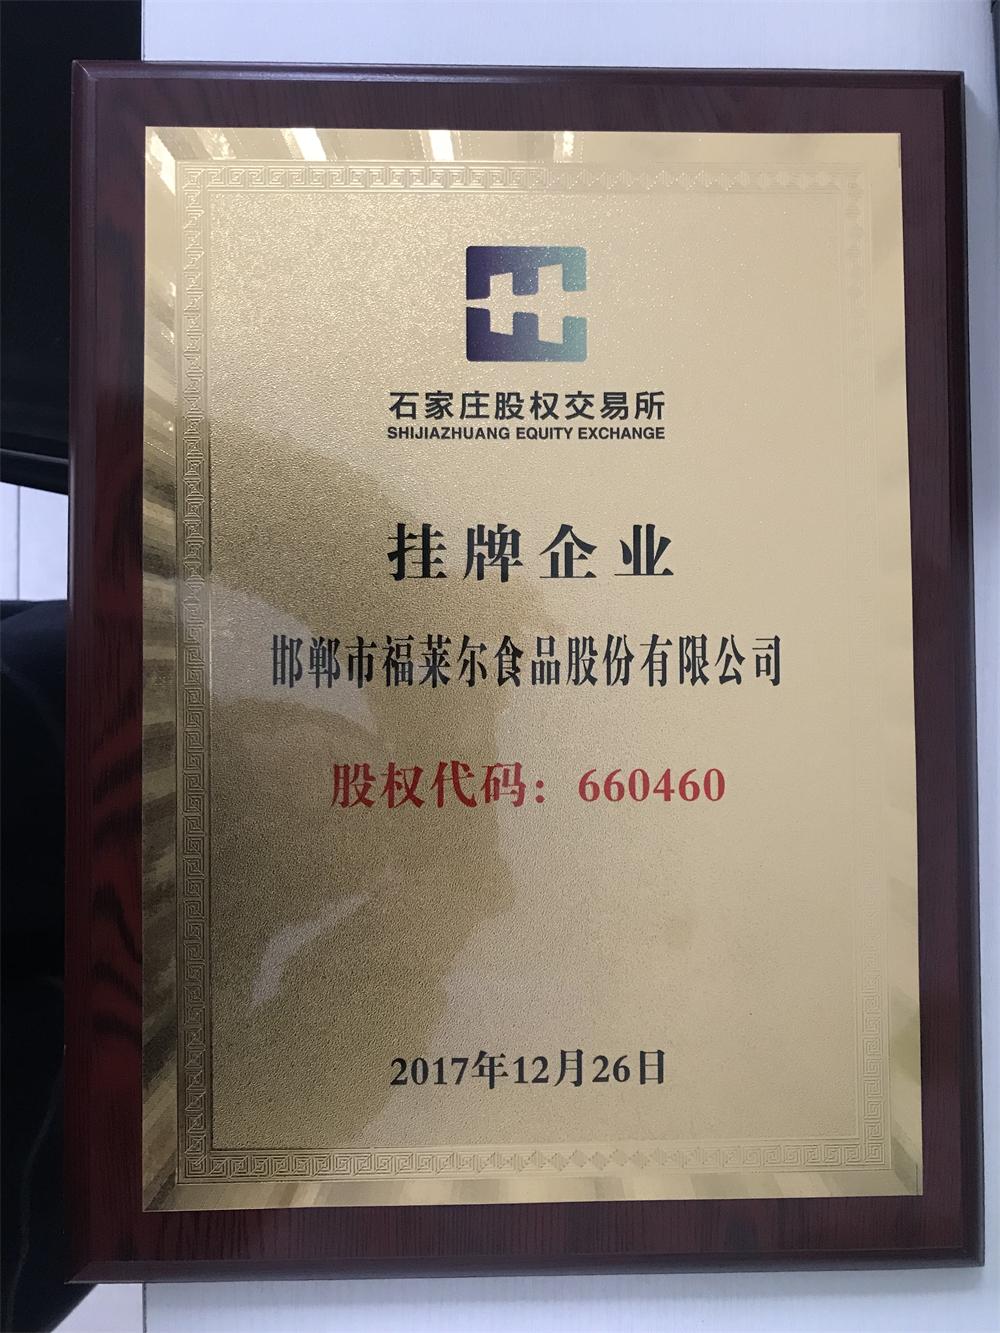 石家庄股权交易所
SHIJIAZHUANG EQUITY EXCHANGE
挂牌企业
邯郸市福莱尔食品股份有限公司
股权代码：660460
2017年12月26日